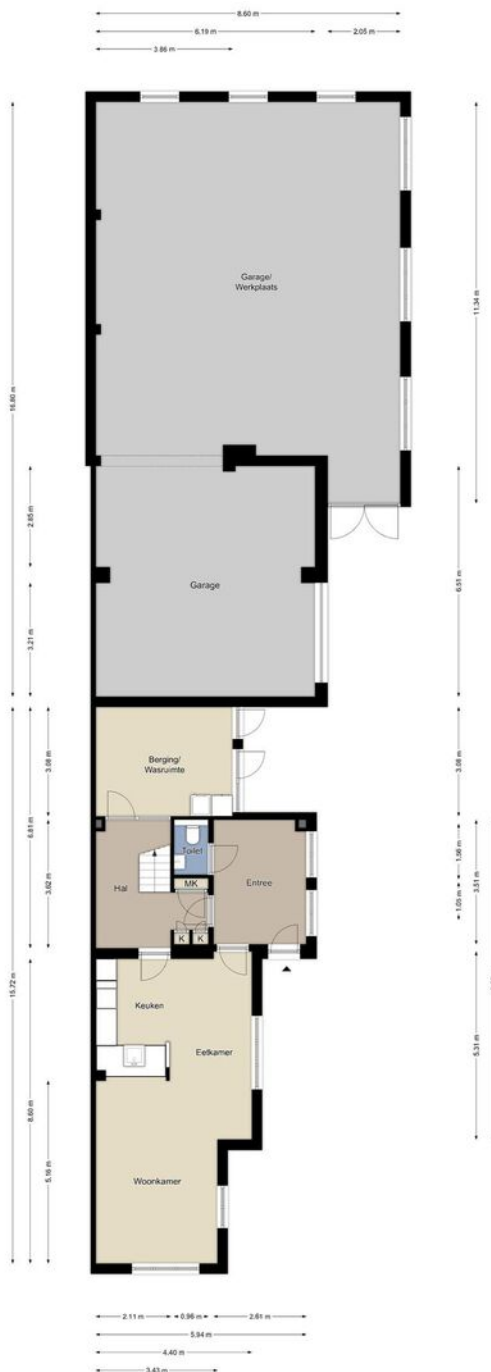 8.60 m
6.19 m
2.05 m
3.86 m
Garage/
Werkplaats
11.34 m
16.80 m
2.85 m
Garage
6.51 m
3.21 m
Berging/
Wasruimte
3.08 m
3.08 m
6.81 m
Toilet
1.56 m
3.51 m
3.62 m
Hal
MK
Entree
1.03 m
K
K
15.72 m
Keuken
Eetkamer
5.31 m
8.60 m
5.16 m
Woonkamer
2.11 m
0.96 m
2.61 m
5.94 m
4.40 m
3.43 m